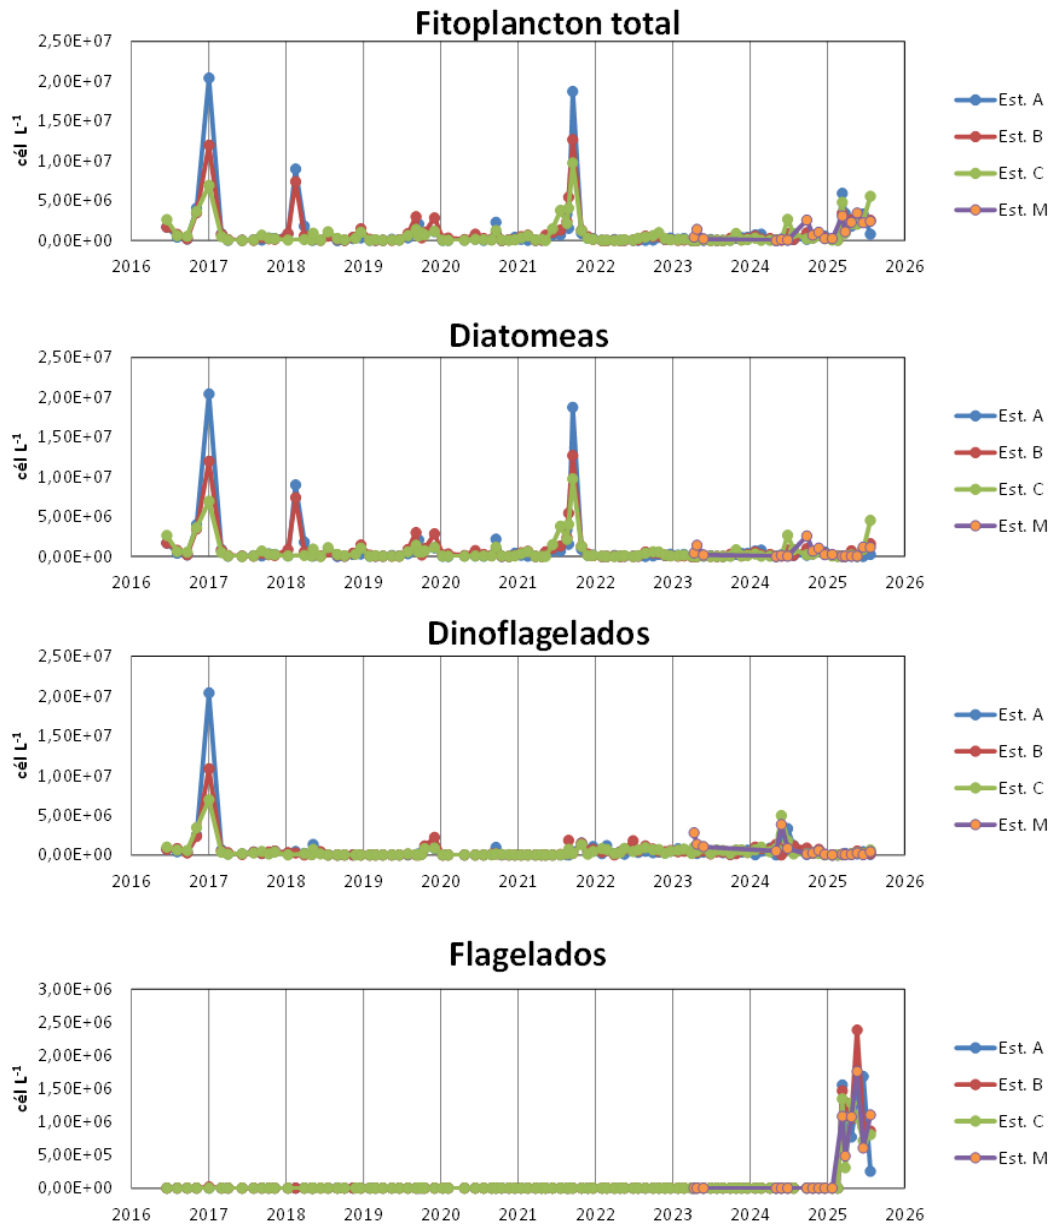 Fitoplancton total
2,50E+07
2,00E+07
1,50E+07
1,00E+07
5,00E+06
0,00E+00
cél L-1
2016 2017 2018 2019 2020 2021 2022 2023 2024 2025 2026
Est. A
Est. B
Est. C
Est. M
Diatomeas
2,50E+07
2,00E+07
1,50E+07
1,00E+07
5,00E+06
0,00E+00
cél L-1
2016 2017 2018 2019 2020 2021 2022 2023 2024 2025 2026
Est. A
Est. B
Est. C
Est. M
Dinoflagelados
2,50E+07
2,00E+07
1,50E+07
1,00E+07
5,00E+06
0,00E+00
cél L-1
2016 2017 2018 2019 2020 2021 2022 2023 2024 2025 2026
Est. A
Est. B
Est. C
Est. M
Flagelados
3,00E+06
2,50E+06
2,00E+06
1,50E+06
1,00E+06
5,00E+05
0,00E+00
cél L-1
2016 2017 2018 2019 2020 2021 2022 2023 2024 2025 2026
Est. A
Est. B
Est. C
Est. M